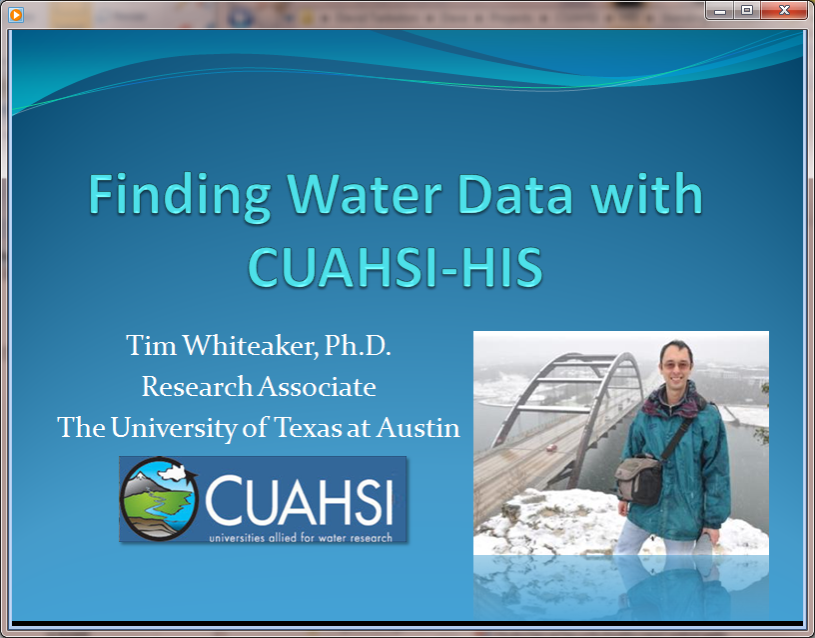 Finding Water Data with
CUAHSI-HIS
Tim Whiteaker, Ph.D.
Research Associate
The University of Texas at Austin
CUAHSI
universities allied for water research